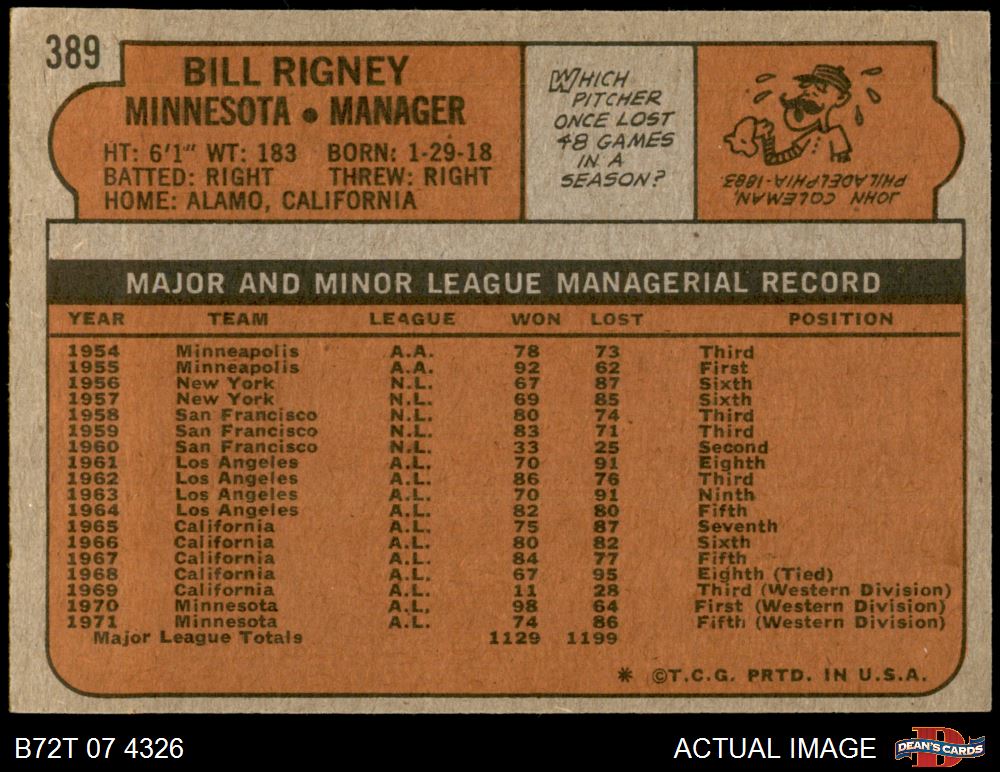 389
BILL RIGNEY
MINNESOTA • MANAGER
HT: 6'1" WT: 183 BORN: 1-29-18
BATTED: RIGHT THREW: RIGHT
HOME: ALAMO, CALIFORNIA
WHICH
PITCHER
ONCE LOST
48 GAMES
IN A
SEASON?
JOHN COLEMAN,
PHILADELPHIA-1883.
MAJOR AND MINOR LEAGUE MANAGERIAL RECORD
YEAR TEAM LEAGUE WON LOST POSITION
1954 Minneapolis A.A. 78 73 Third
1955 Minneapolis A.A. 92 62 First
1956 New York N.L. 67 87 Sixth
1957 New York N.L. 69 85 Sixth
1958 San Francisco N.L. 80 74 Third
1959 San Francisco N.L. 83 71 Third
1960 San Francisco N.L. 33 25 Second
1961 Los Angeles A.L. 70 91 Eighth
1962 Los Angeles A.L. 86 76 Third
1963 Los Angeles A.L. 70 91 Ninth
1964 Los Angeles A.L. 82 80 Fifth
1965 California A.L. 75 87 Seventh
1966 California A.L. 80 82 Sixth
1967 California A.L. 84 77 Fifth
1968 California A.L. 67 95 Eighth (Tied)
1969 California A.L. 11 28 Third (Western Division)
1970 Minnesota A.L. 98 64 First (Western Division)
1971 Minnesota A.L. 74 86 Fifth (Western Division)
Major League Totals 1129 1199
* ©T.C.G. PRTD. IN U.S.A.
B72T 07 4326
ACTUAL IMAGE
DEAN'S CARDS